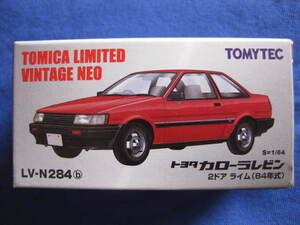 TOMICA LIMITED
VINTAGE NEO
TOMYTEC
S=1/64
トヨタ カローラレビン
2ドア ライム(84年式)
LV-N284 ⓑ